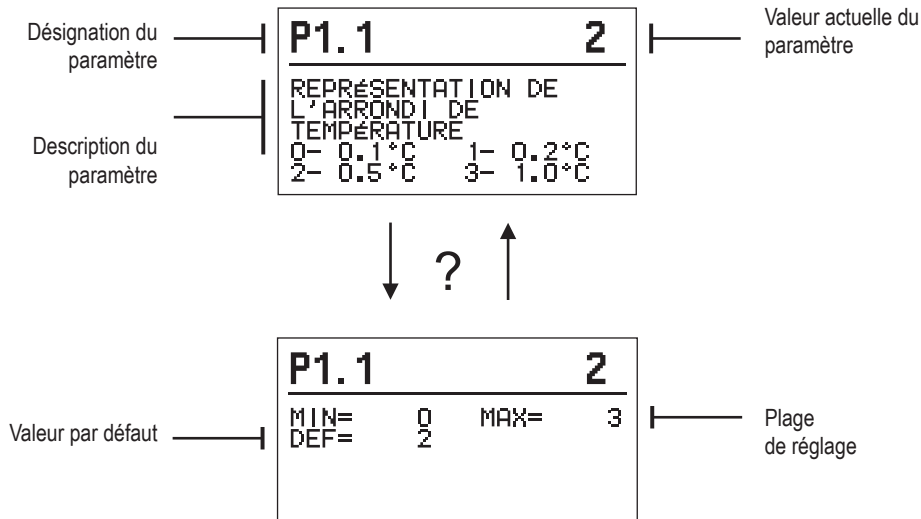 Désignation du
paramètre
P1.1 2
Valeur actuelle du
paramètre
Description du
paramètre
REPRéSENTATION DE
L'ARRONDI DE
TEMPéRATURE
0- 0.1°C 1- 0.2°C
2- 0.5°C 3- 1.0°C
?
P1.1 2
Valeur par défaut
MIN= 0 MAX= 3
DEF= 2
Plage
de réglage